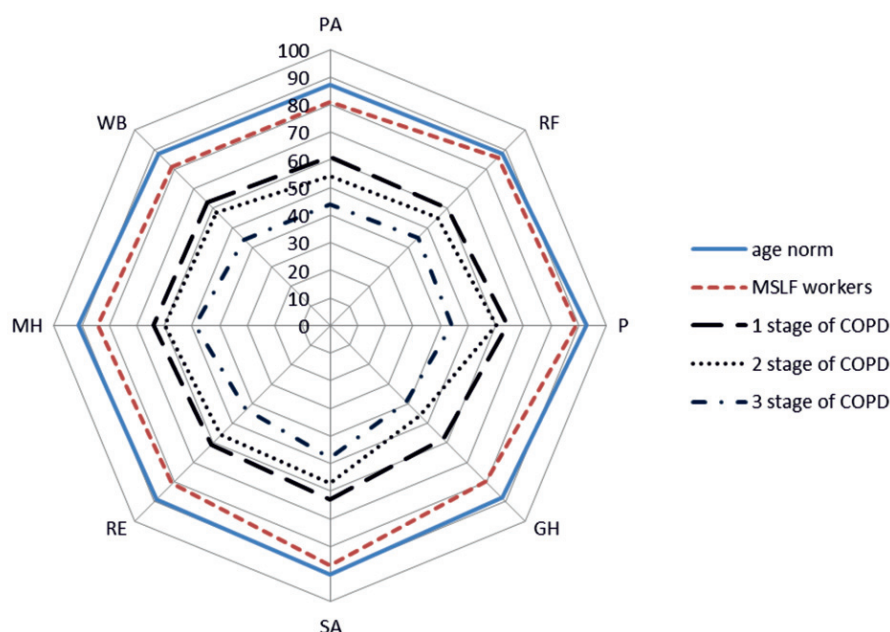 PA
100
90
80
70
60
50
40
30
20
10
0
WB
RF
MH
P
RE
GH
SA
age norm
MSLF workers
1 stage of COPD
2 stage of COPD
3 stage of COPD